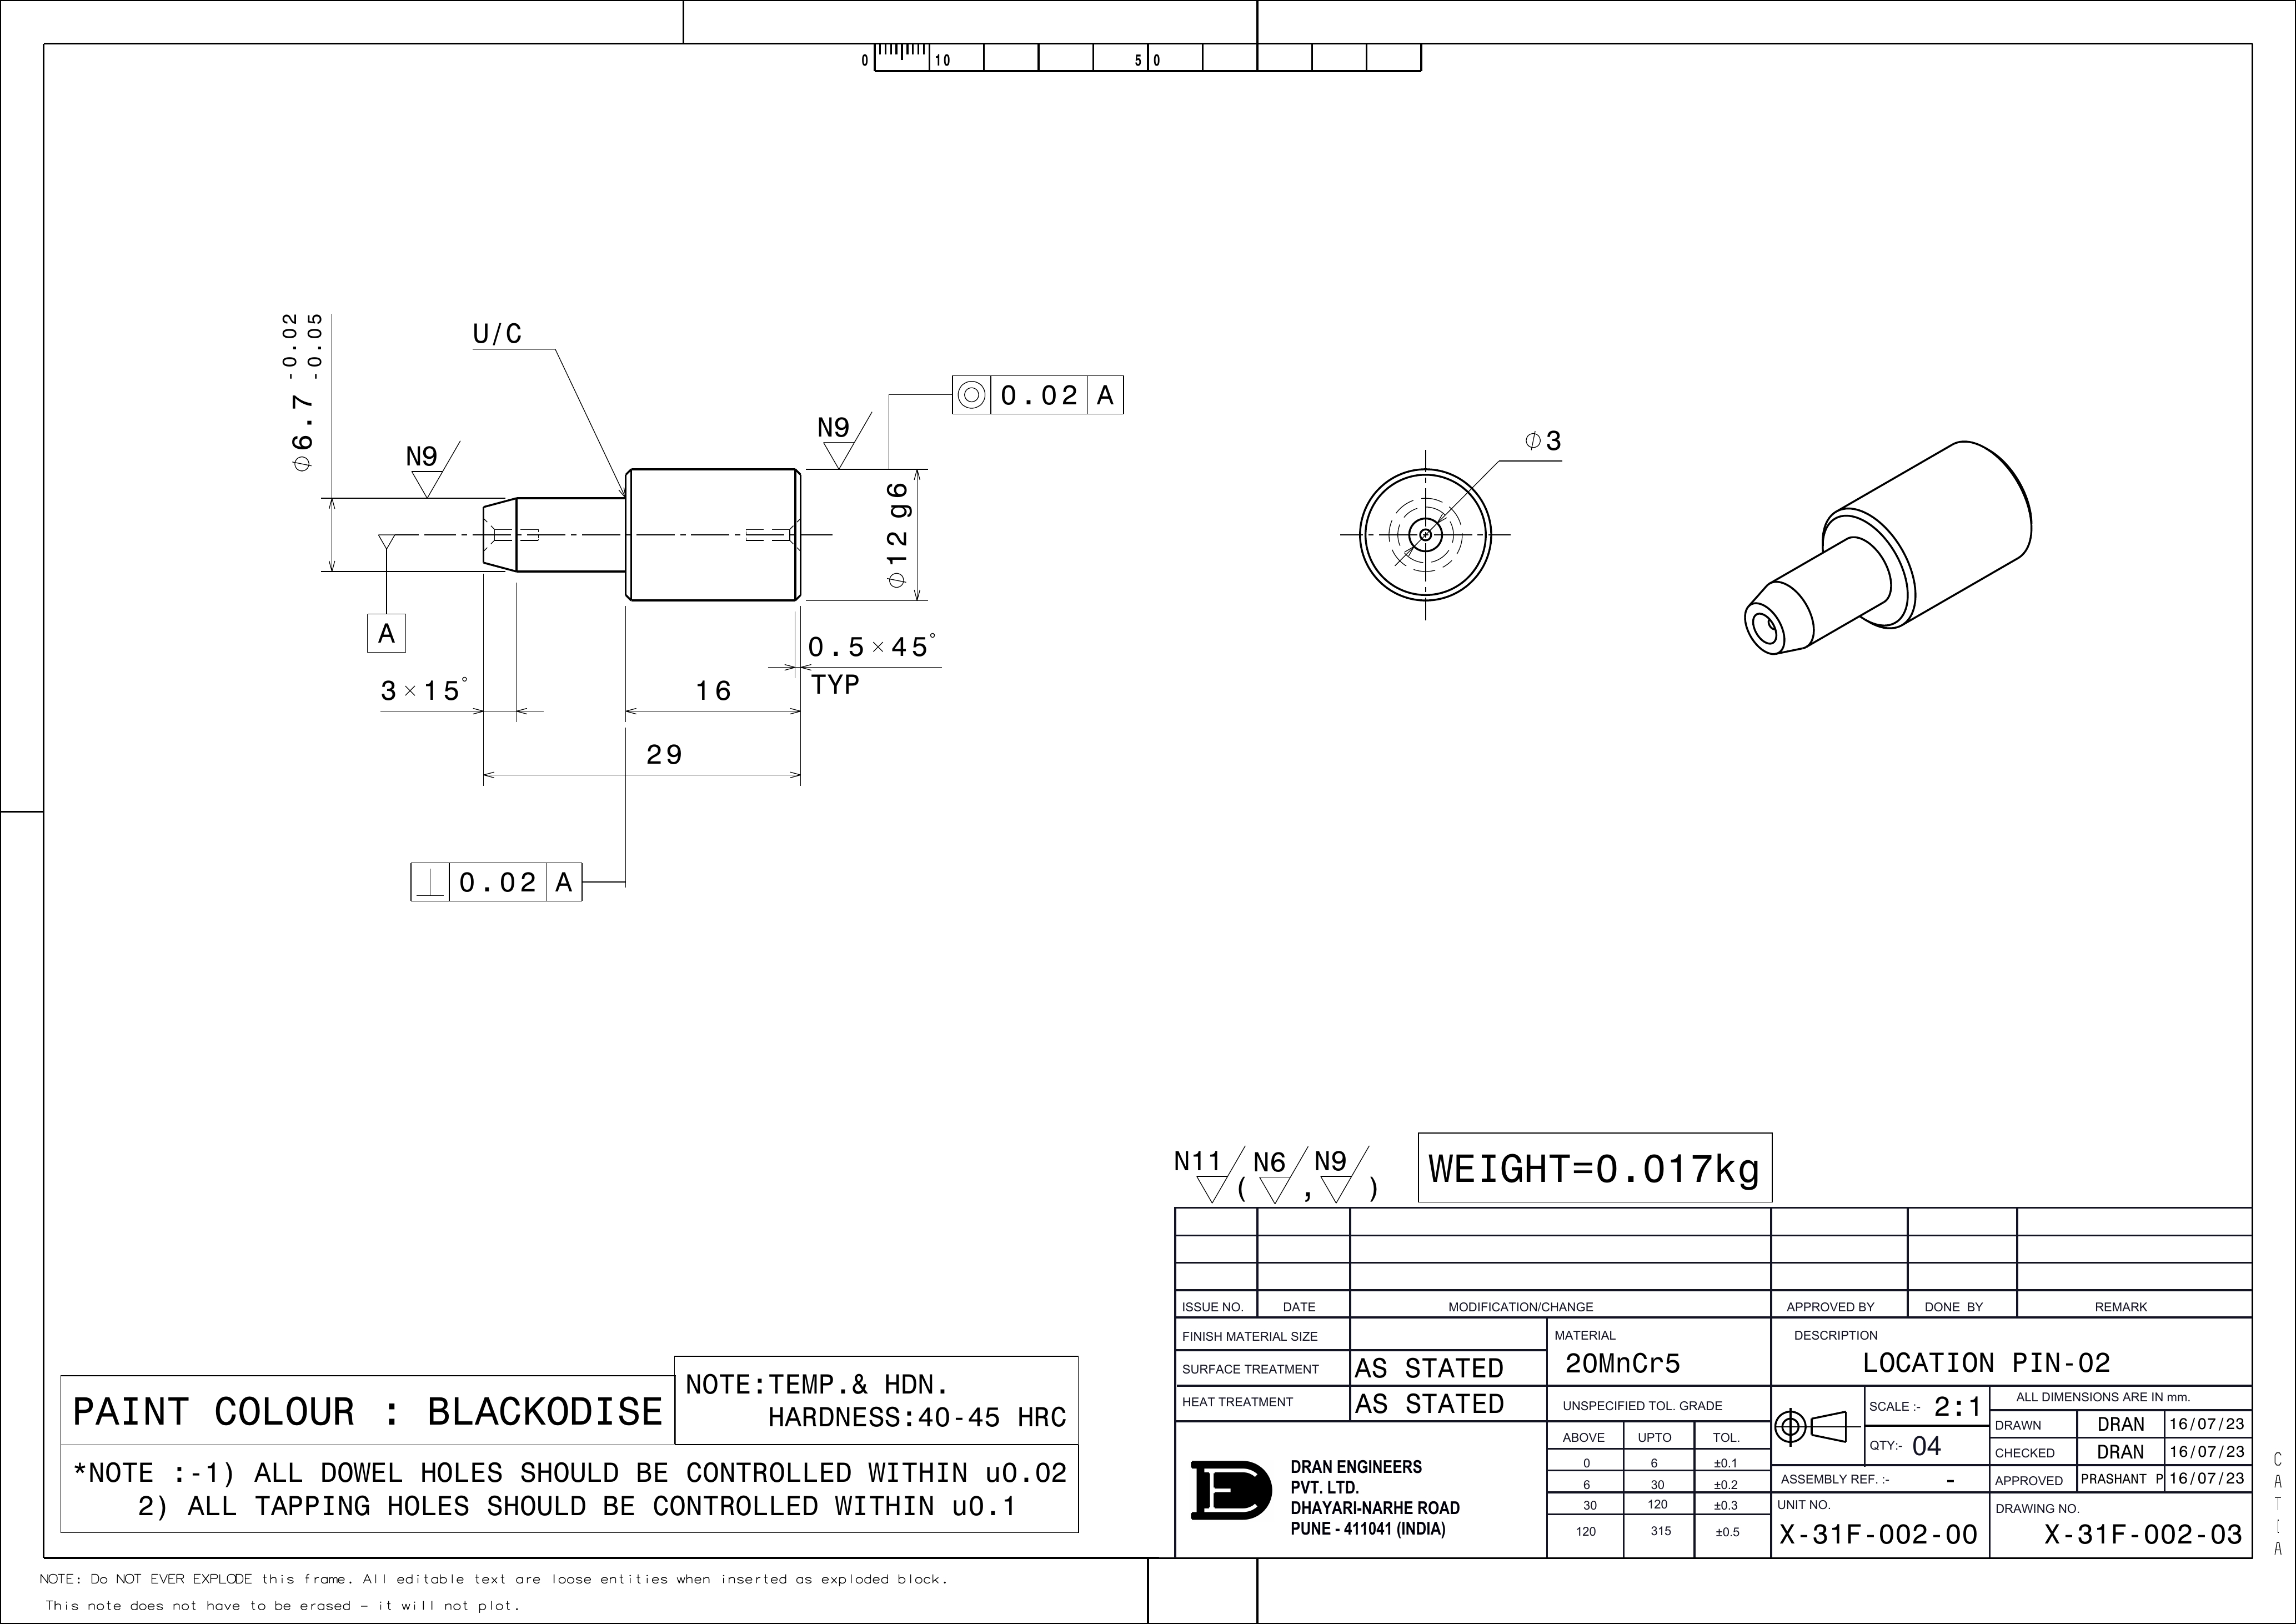 0 10 50
⌀6.7 -0.02 -0.05
U/C
N9
N9
◎ 0.02 A
⌀12 g6
A
0.5×45°
TYP
3×15°
16
29
⟂ 0.02 A
⌀3
N11 ( N6 , N9 )
WEIGHT=0.017kg
ISSUE NO. DATE MODIFICATION/CHANGE APPROVED BY DONE BY REMARK
FINISH MATERIAL SIZE
SURFACE TREATMENT AS STATED
HEAT TREATMENT AS STATED
MATERIAL
20MnCr5
DESCRIPTION
LOCATION PIN-02
UNSPECIFIED TOL. GRADE
ABOVE UPTO TOL.
0 6 ±0.1
6 30 ±0.2
30 120 ±0.3
120 315 ±0.5
SCALE :- 2:1
QTY:- 04
ALL DIMENSIONS ARE IN mm.
DRAWN DRAN 16/07/23
CHECKED DRAN 16/07/23
APPROVED PRASHANT P 16/07/23
ASSEMBLY REF. :- -
UNIT NO.
X-31F-002-00
DRAWING NO.
X-31F-002-03
DE
DRAN ENGINEERS
PVT. LTD.
DHAYARI-NARHE ROAD
PUNE - 411041 (INDIA)
PAINT COLOUR : BLACKODISE
NOTE:TEMP.& HDN.
HARDNESS:40-45 HRC
*NOTE :-1) ALL DOWEL HOLES SHOULD BE CONTROLLED WITHIN u0.02
2) ALL TAPPING HOLES SHOULD BE CONTROLLED WITHIN u0.1
CATIA
NOTE: Do NOT EVER EXPLODE this frame. All editable text are loose entities when inserted as exploded block.
This note does not have to be erased - it will not plot.